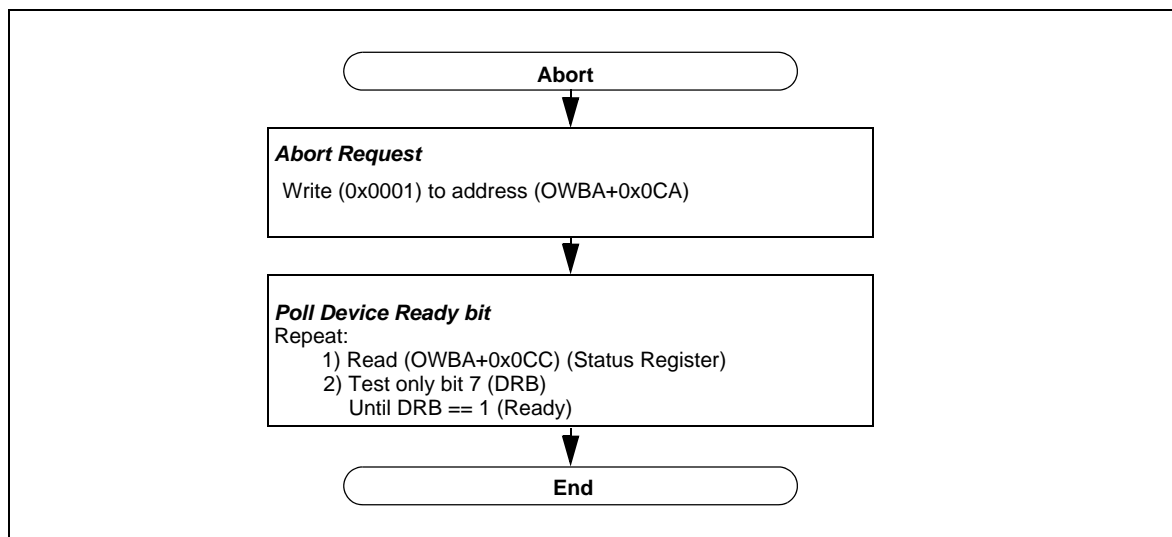 Abort
Abort Request
Write (0x0001) to address (OWBA+0x0CA)
Poll Device Ready bit
Repeat:
1) Read (OWBA+0x0CC) (Status Register)
2) Test only bit 7 (DRB)
Until DRB == 1 (Ready)
End